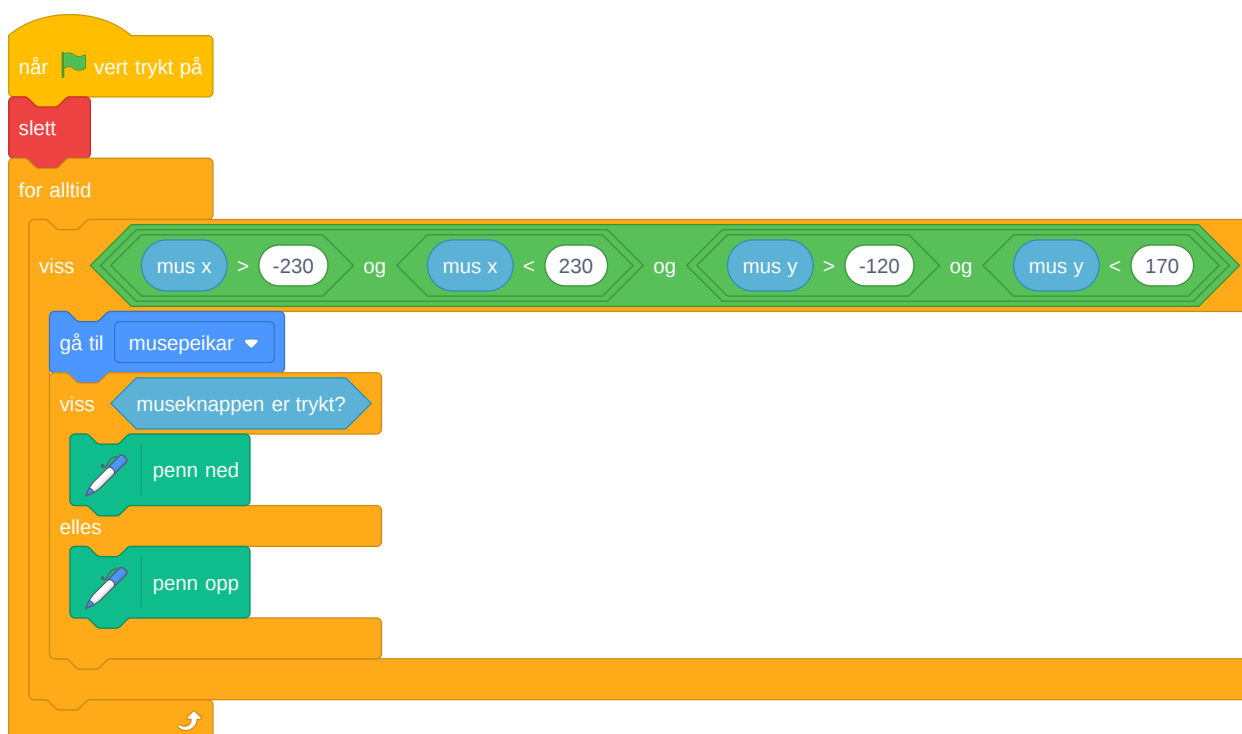 når vert trykt på
slett
for alltid
viss mus x > -230 og mus x < 230 og mus y > -120 og mus y < 170
gå til musepeikar
viss museknappen er trykt?
penn ned
elles
penn opp